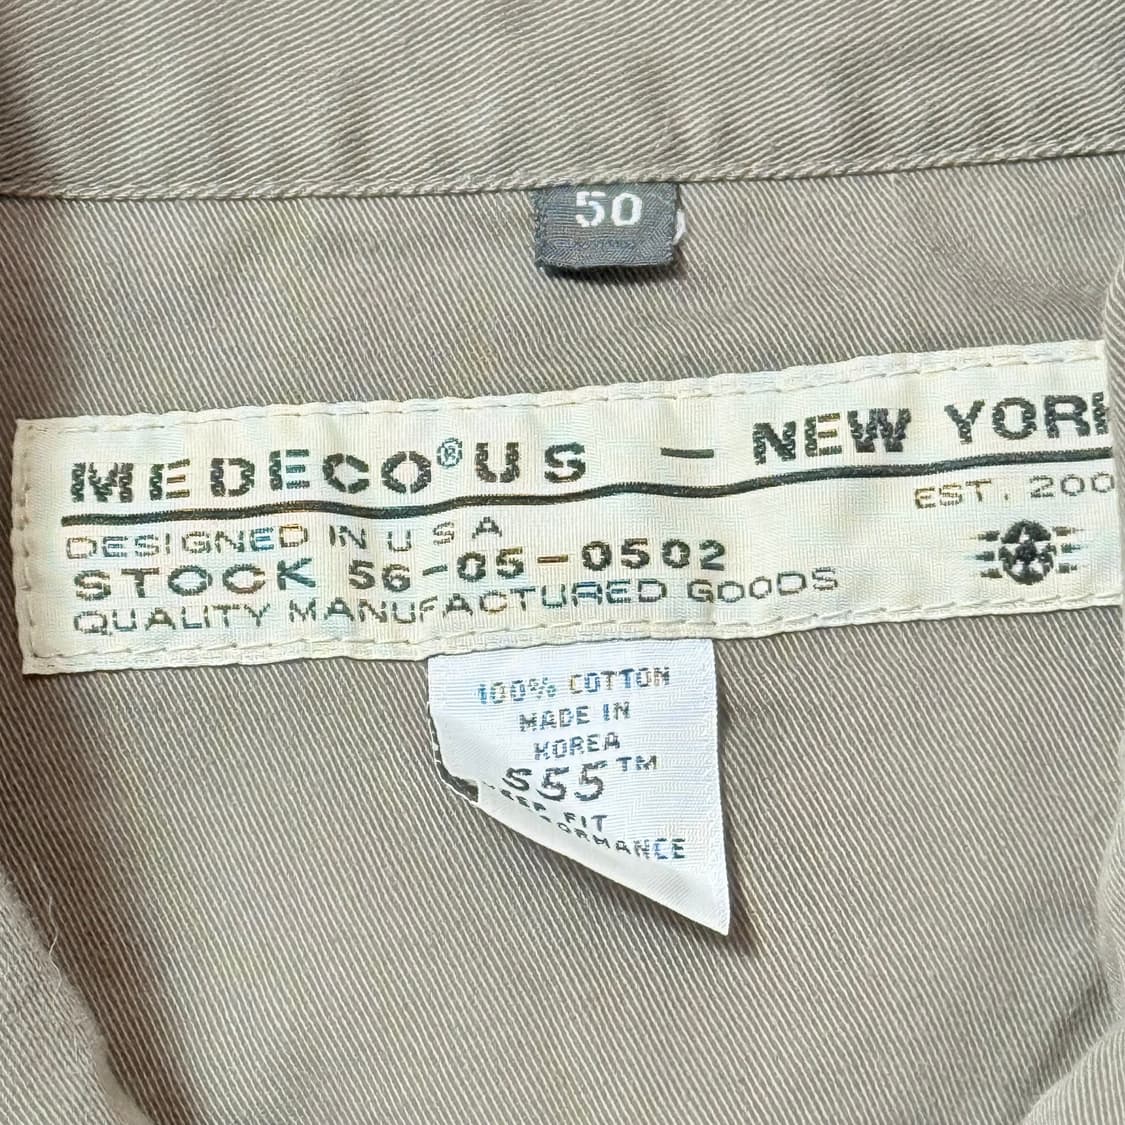 50
MEDECO®US — NEW YORK
EST. 200
DESIGNED IN U S A
STOCK 56-05-0502
QUALITY MANUFACTURED GOODS
100% COTTON
MADE IN
KOREA
S55™
FIT